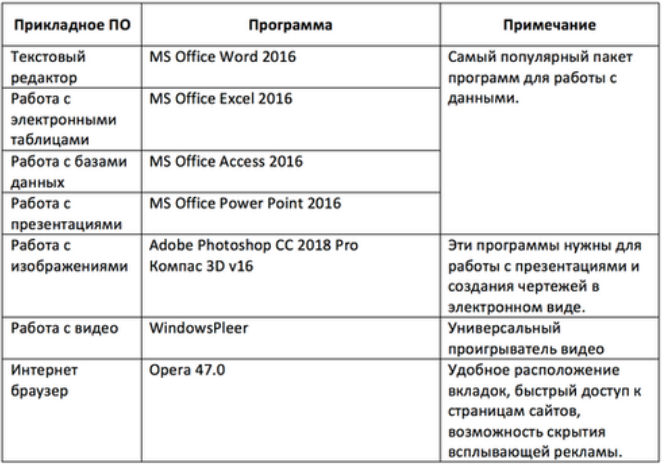 Прикладное ПО
Программа
Примечание
Текстовый
редактор
MS Office Word 2016
Самый популярный пакет
программ для работы с
данными.
Работа с
электронными
таблицами
MS Office Excel 2016
Работа с базами
данных
MS Office Access 2016
Работа с
презентациями
MS Office Power Point 2016
Работа с
изображениями
Adobe Photoshop CC 2018 Pro
Компас 3D v16
Эти программы нужны для
работы с презентациями и
создания чертежей в
электронном виде.
Работа с видео
WindowsPleer
Универсальный
проигрыватель видео
Интернет
браузер
Opera 47.0
Удобное расположение
вкладок, быстрый доступ к
страницам сайтов,
возможность скрытия
всплывающей рекламы.